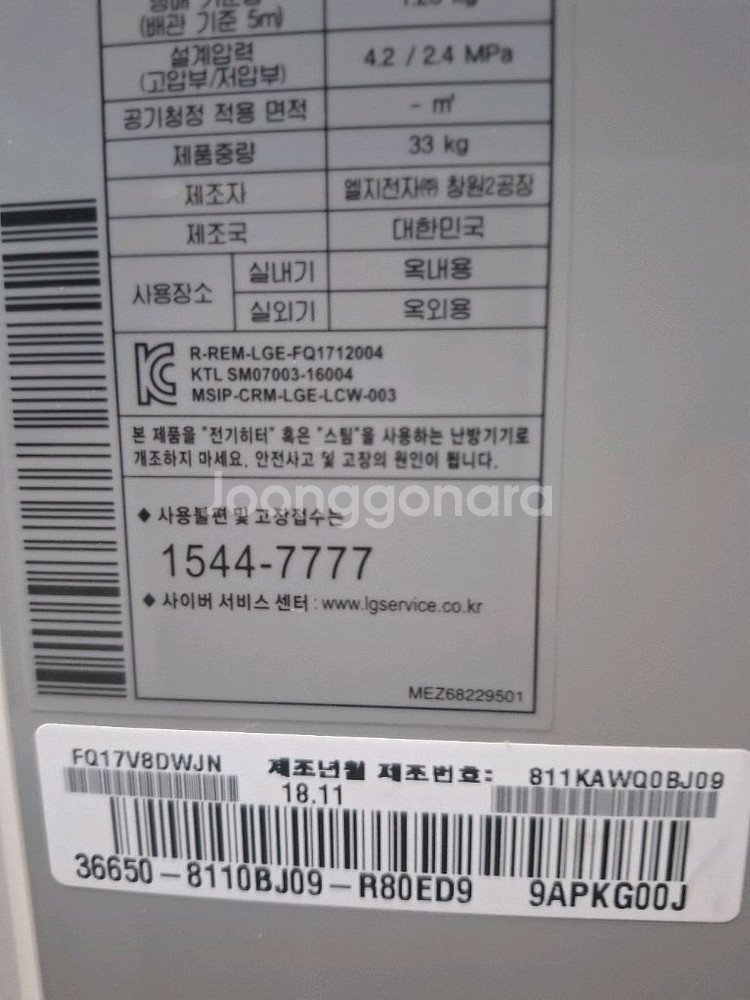 (배관 기준 5m)
설계압력 4.2 / 2.4 MPa
(고압부/저압부)
공기청정 적용 면적 - ㎡
제품중량 33 kg
제조자 엘지전자㈜ 창원2공장
제조국 대한민국
사용장소 실내기 옥내용
실외기 옥외용
R-REM-LGE-FQ1712004
KTL SM07003-16004
MSIP-CRM-LGE-LCW-003
본 제품을 "전기히터" 혹은 "스팀"을 사용하는 난방기기로
개조하지 마세요. 안전사고 및 고장의 원인이 됩니다.
Joonggonara
◆ 사용불편 및 고장접수는
1544-7777
◆ 사이버 서비스 센터 : www.lgservice.co.kr
MEZ68229501
FQ17V8DWJN 제조년월 제조번호: 811KAWQ0BJ09
18.11
36650-8110BJ09-R80ED9 9APKG00J